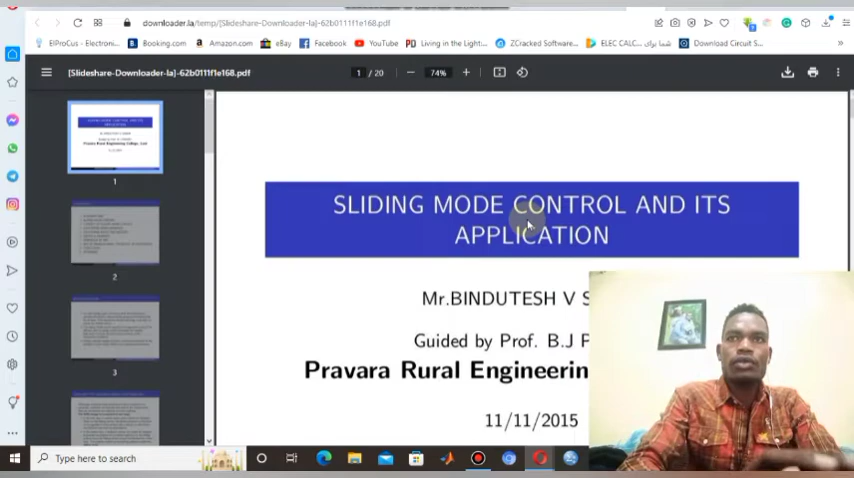 downloader.la/temp/[Slideshare-Downloader-la]-62b0111f1e168.pdf
ElProCus - Electroni...
Booking.com
Amazon.com
eBay
Facebook
YouTube
Living in the Light:...
ZCracked Software...
ELEC CALC... شما برای
Download Circuit S...
[Slideshare-Downloader-la]-62b0111f1e168.pdf
1 / 20
74%
SLIDING MODE CONTROL AND ITS
APPLICATION
Mr.BINDUTESH V S
Guided by Prof. B.J P
Pravara Rural Engineerin
11/11/2015
1
2
3
Type here to search